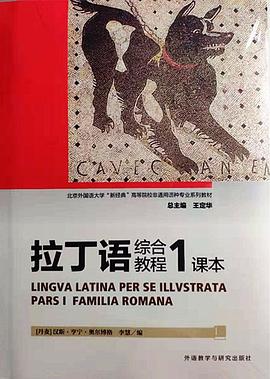 CAVE CANEM
北京外国语大学“新经典”高等院校非通用语种专业系列教材
总主编 王定华
拉丁语 综合教程 1 课本
LINGVA LATINA PER SE ILLVSTRATA
PARS I FAMILIA ROMANA
[丹麦] 汉斯·亨宁·奥尔博格 李慧/编
外语教学与研究出版社